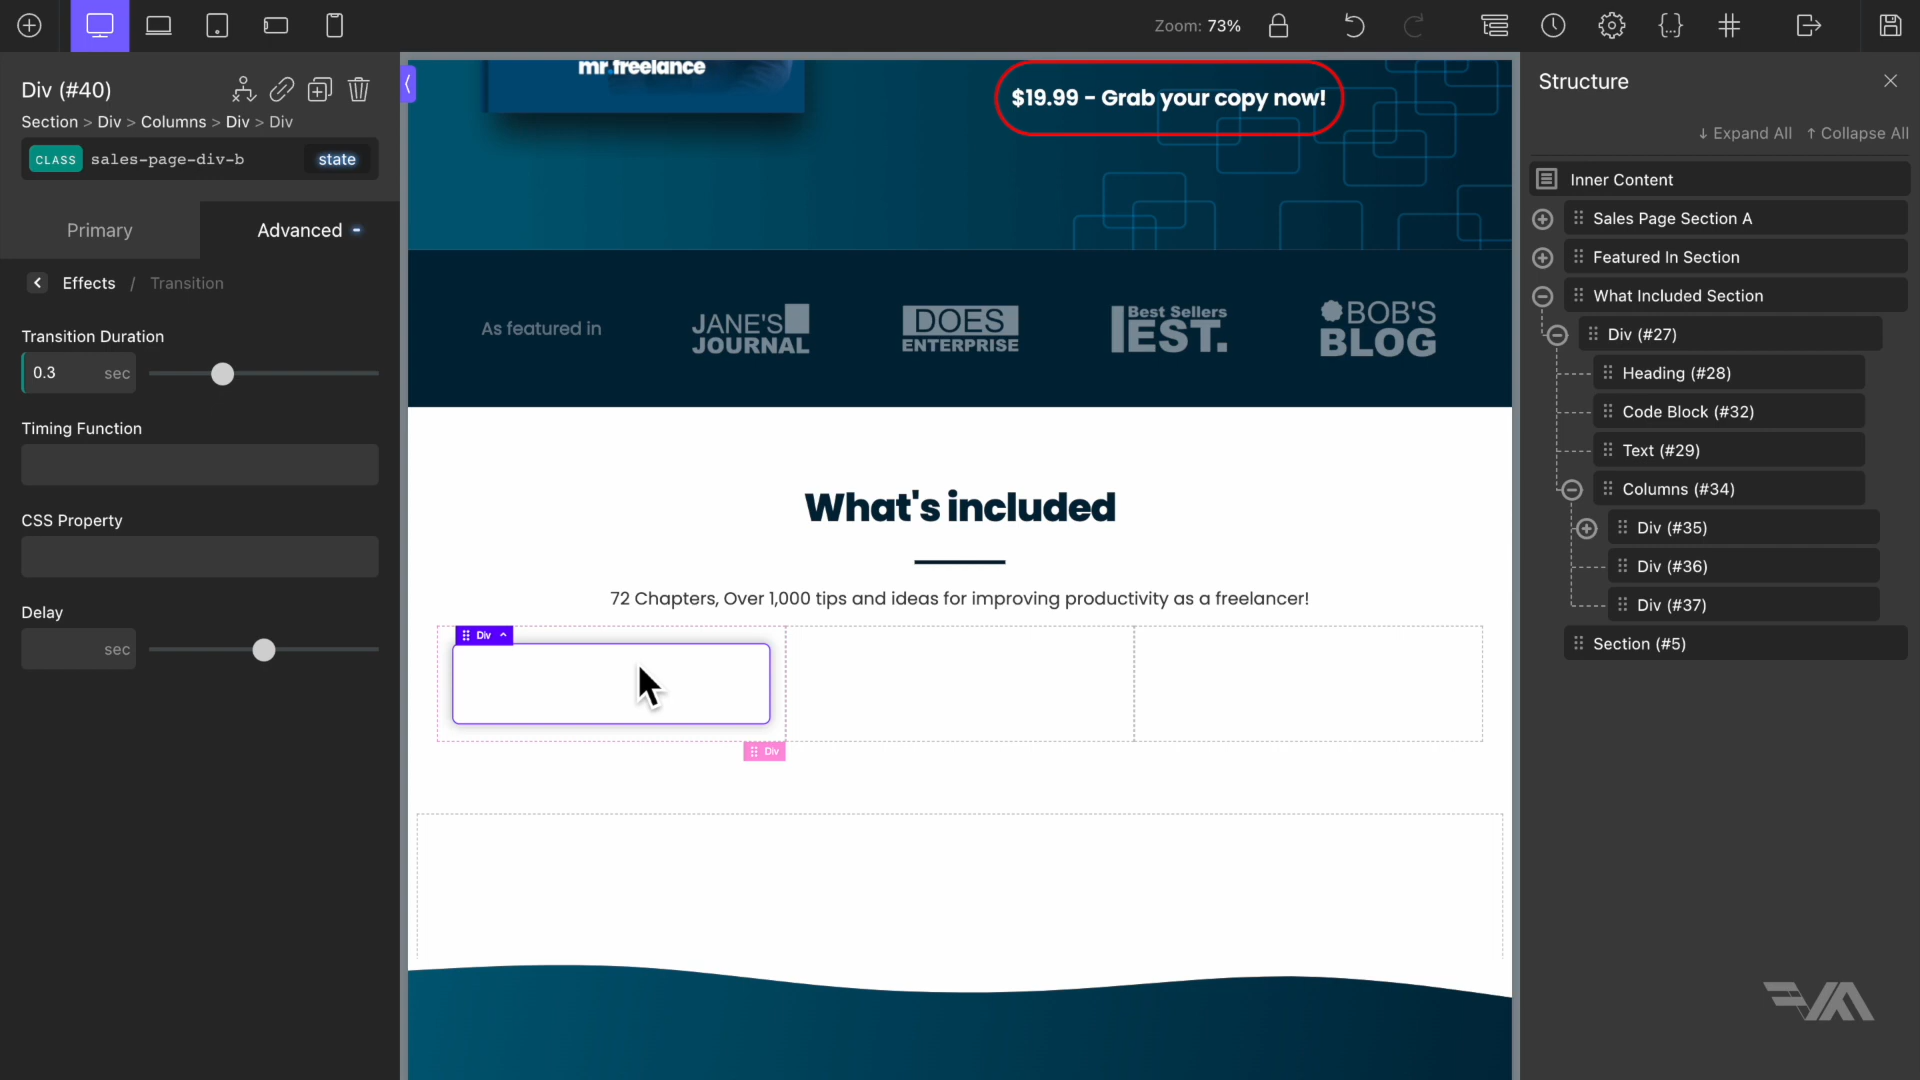 Zoom: 73%
Div (#40)
Section > Div > Columns > Div > Div
CLASS sales-page-div-b state
Primary
Advanced
Effects / Transition
Transition Duration
0.3 sec
Timing Function
CSS Property
Delay
sec
mr.freelance
$19.99 - Grab your copy now!
As featured in
JANE'S
JOURNAL
DOES
ENTERPRISE
Best Sellers
EST.
BOB'S
BLOG
What's included
72 Chapters, Over 1,000 tips and ideas for improving productivity as a freelancer!
Div
Div
Structure
Expand All
Collapse All
Inner Content
Sales Page Section A
Featured In Section
What Included Section
Div (#27)
Heading (#28)
Code Block (#32)
Text (#29)
Columns (#34)
Div (#35)
Div (#36)
Div (#37)
Section (#5)